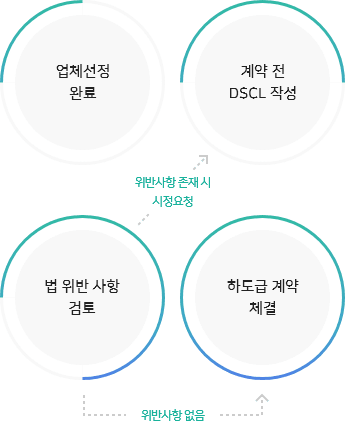 업체선정
완료
계약 전
DSCL 작성
위반사항 존재 시
시정요청
법 위반 사항
검토
하도급 계약
체결
위반사항 없음